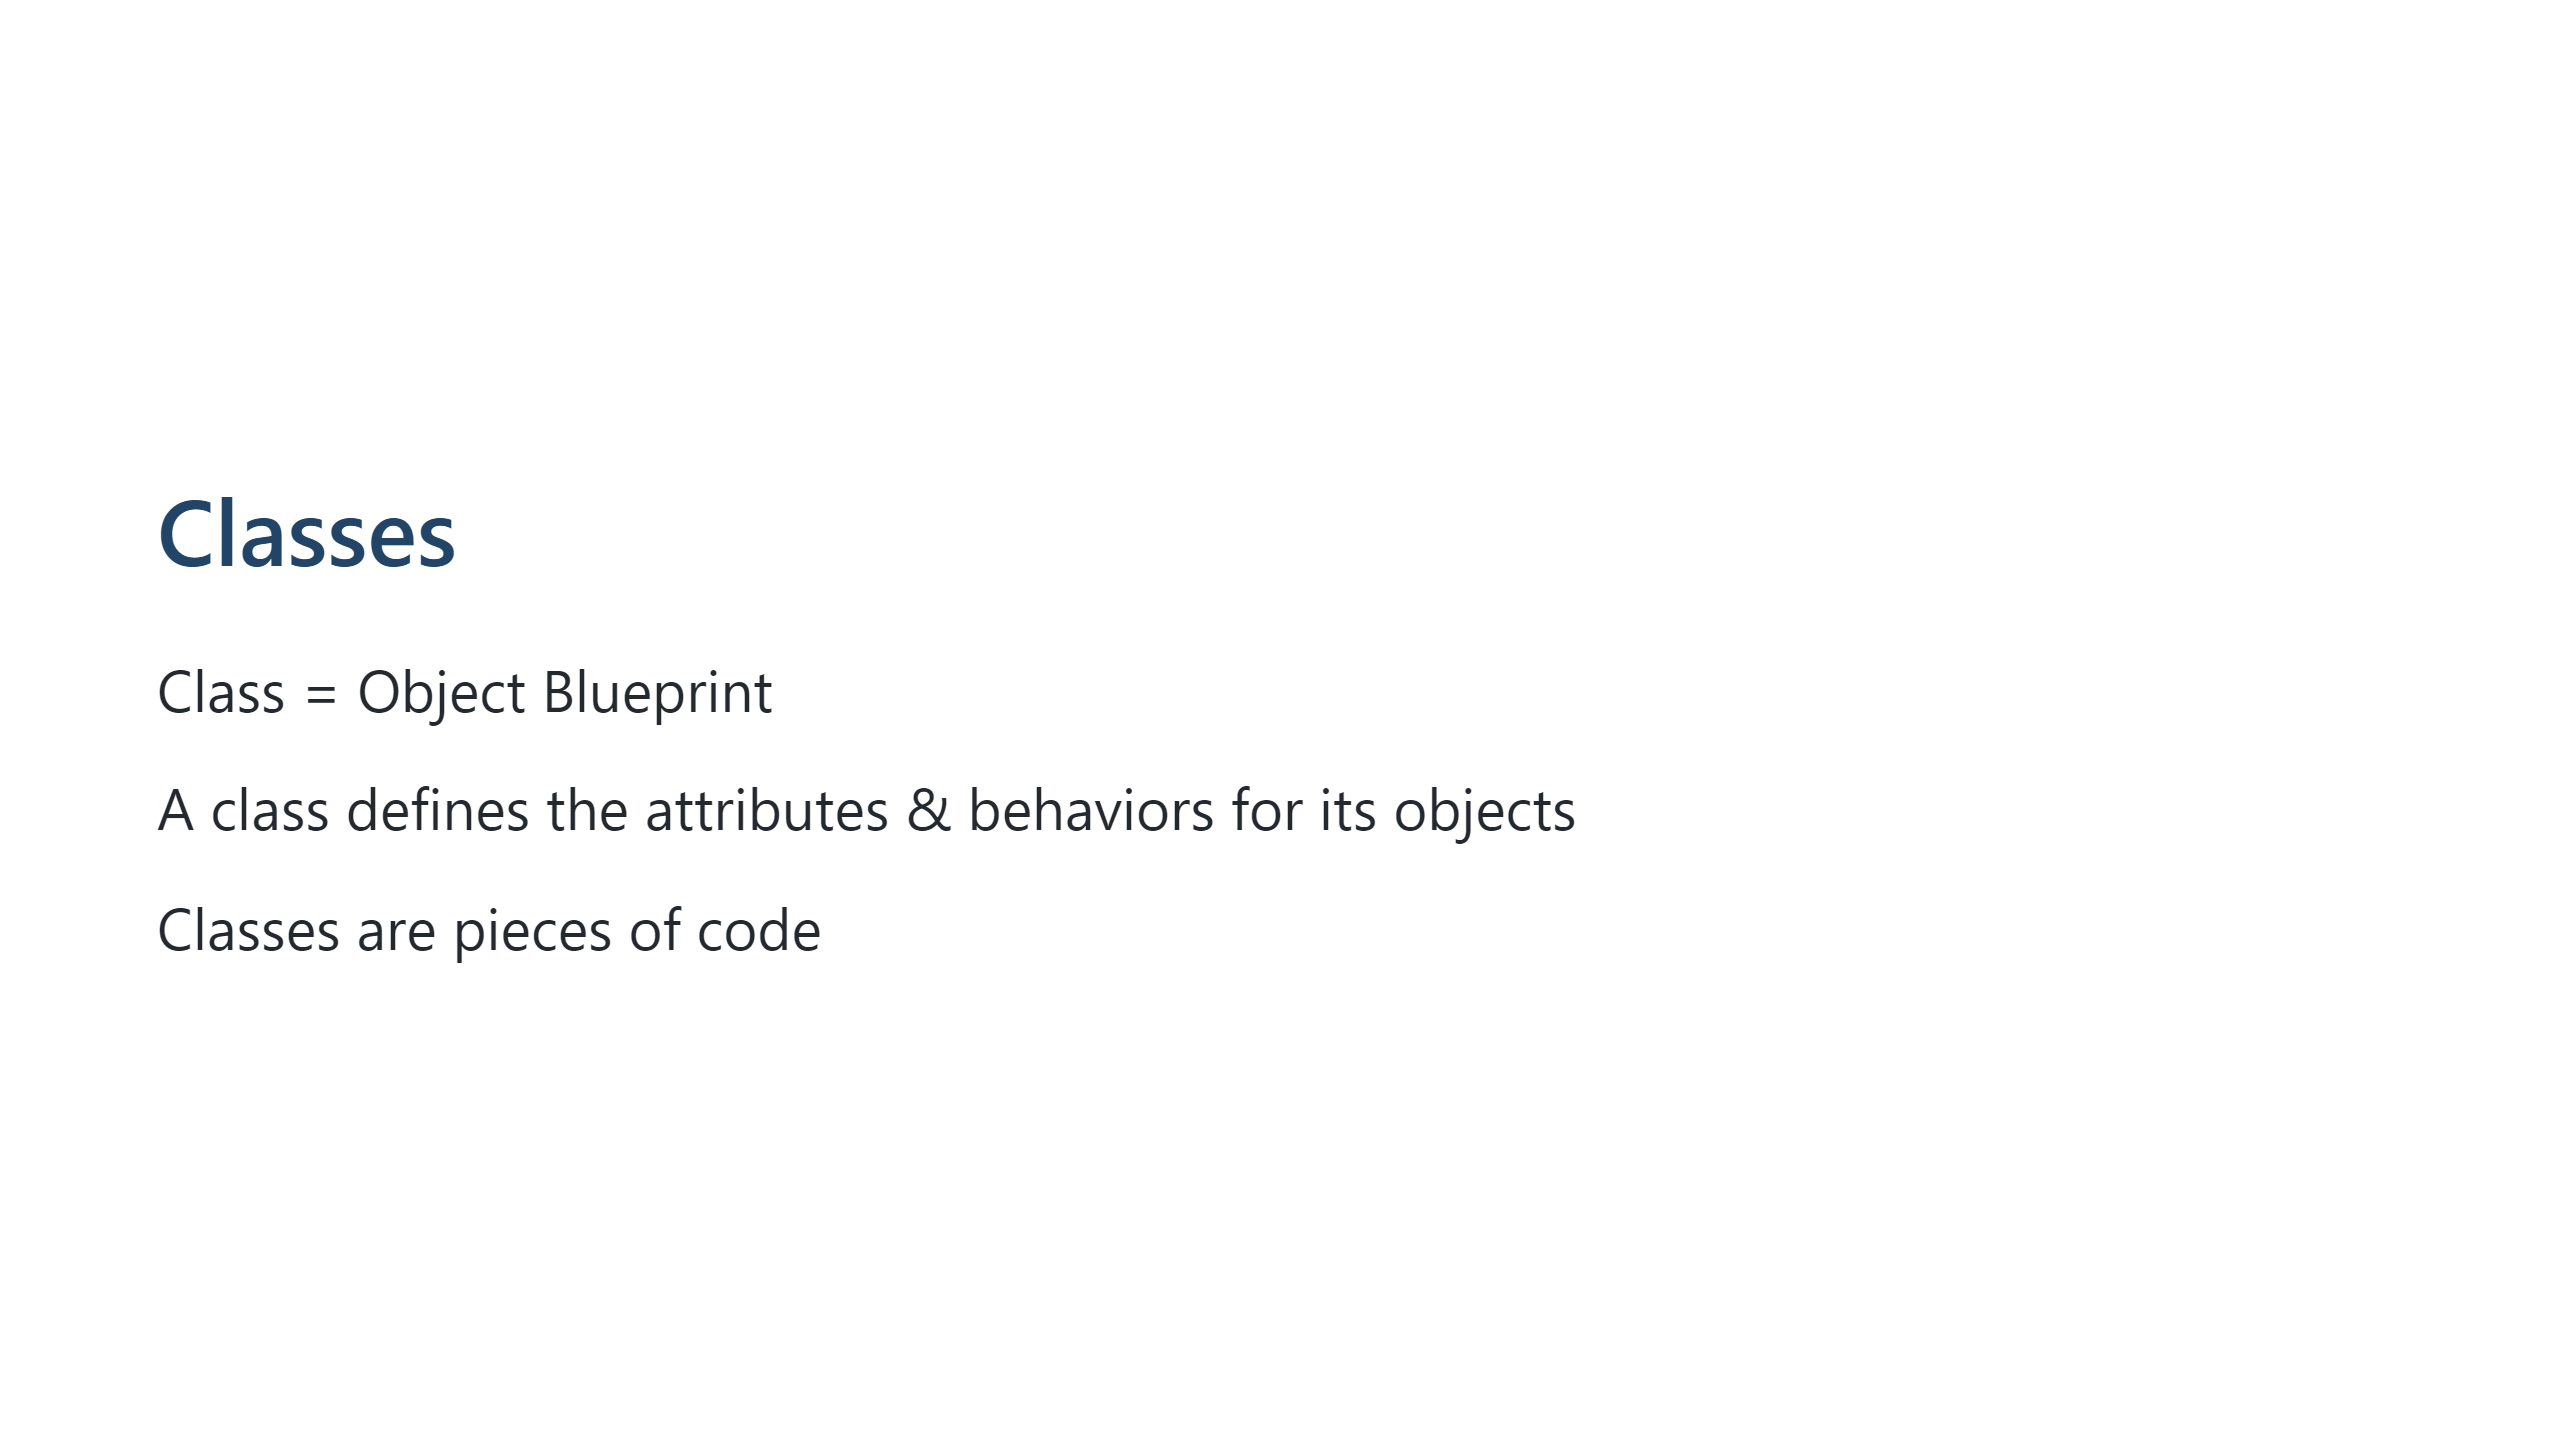 Classes
Class = Object Blueprint
A class defines the attributes & behaviors for its objects
Classes are pieces of code